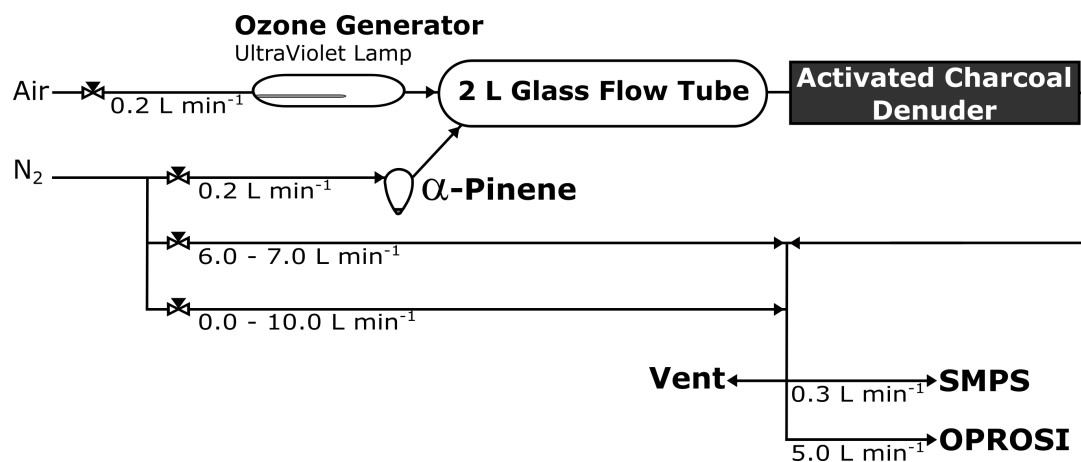 Ozone Generator
UltraViolet Lamp
Air
0.2 L min⁻¹
2 L Glass Flow Tube
Activated Charcoal
Denuder
N₂
0.2 L min⁻¹
α-Pinene
6.0 - 7.0 L min⁻¹
0.0 - 10.0 L min⁻¹
Vent
0.3 L min⁻¹
SMPS
5.0 L min⁻¹
OPROSI